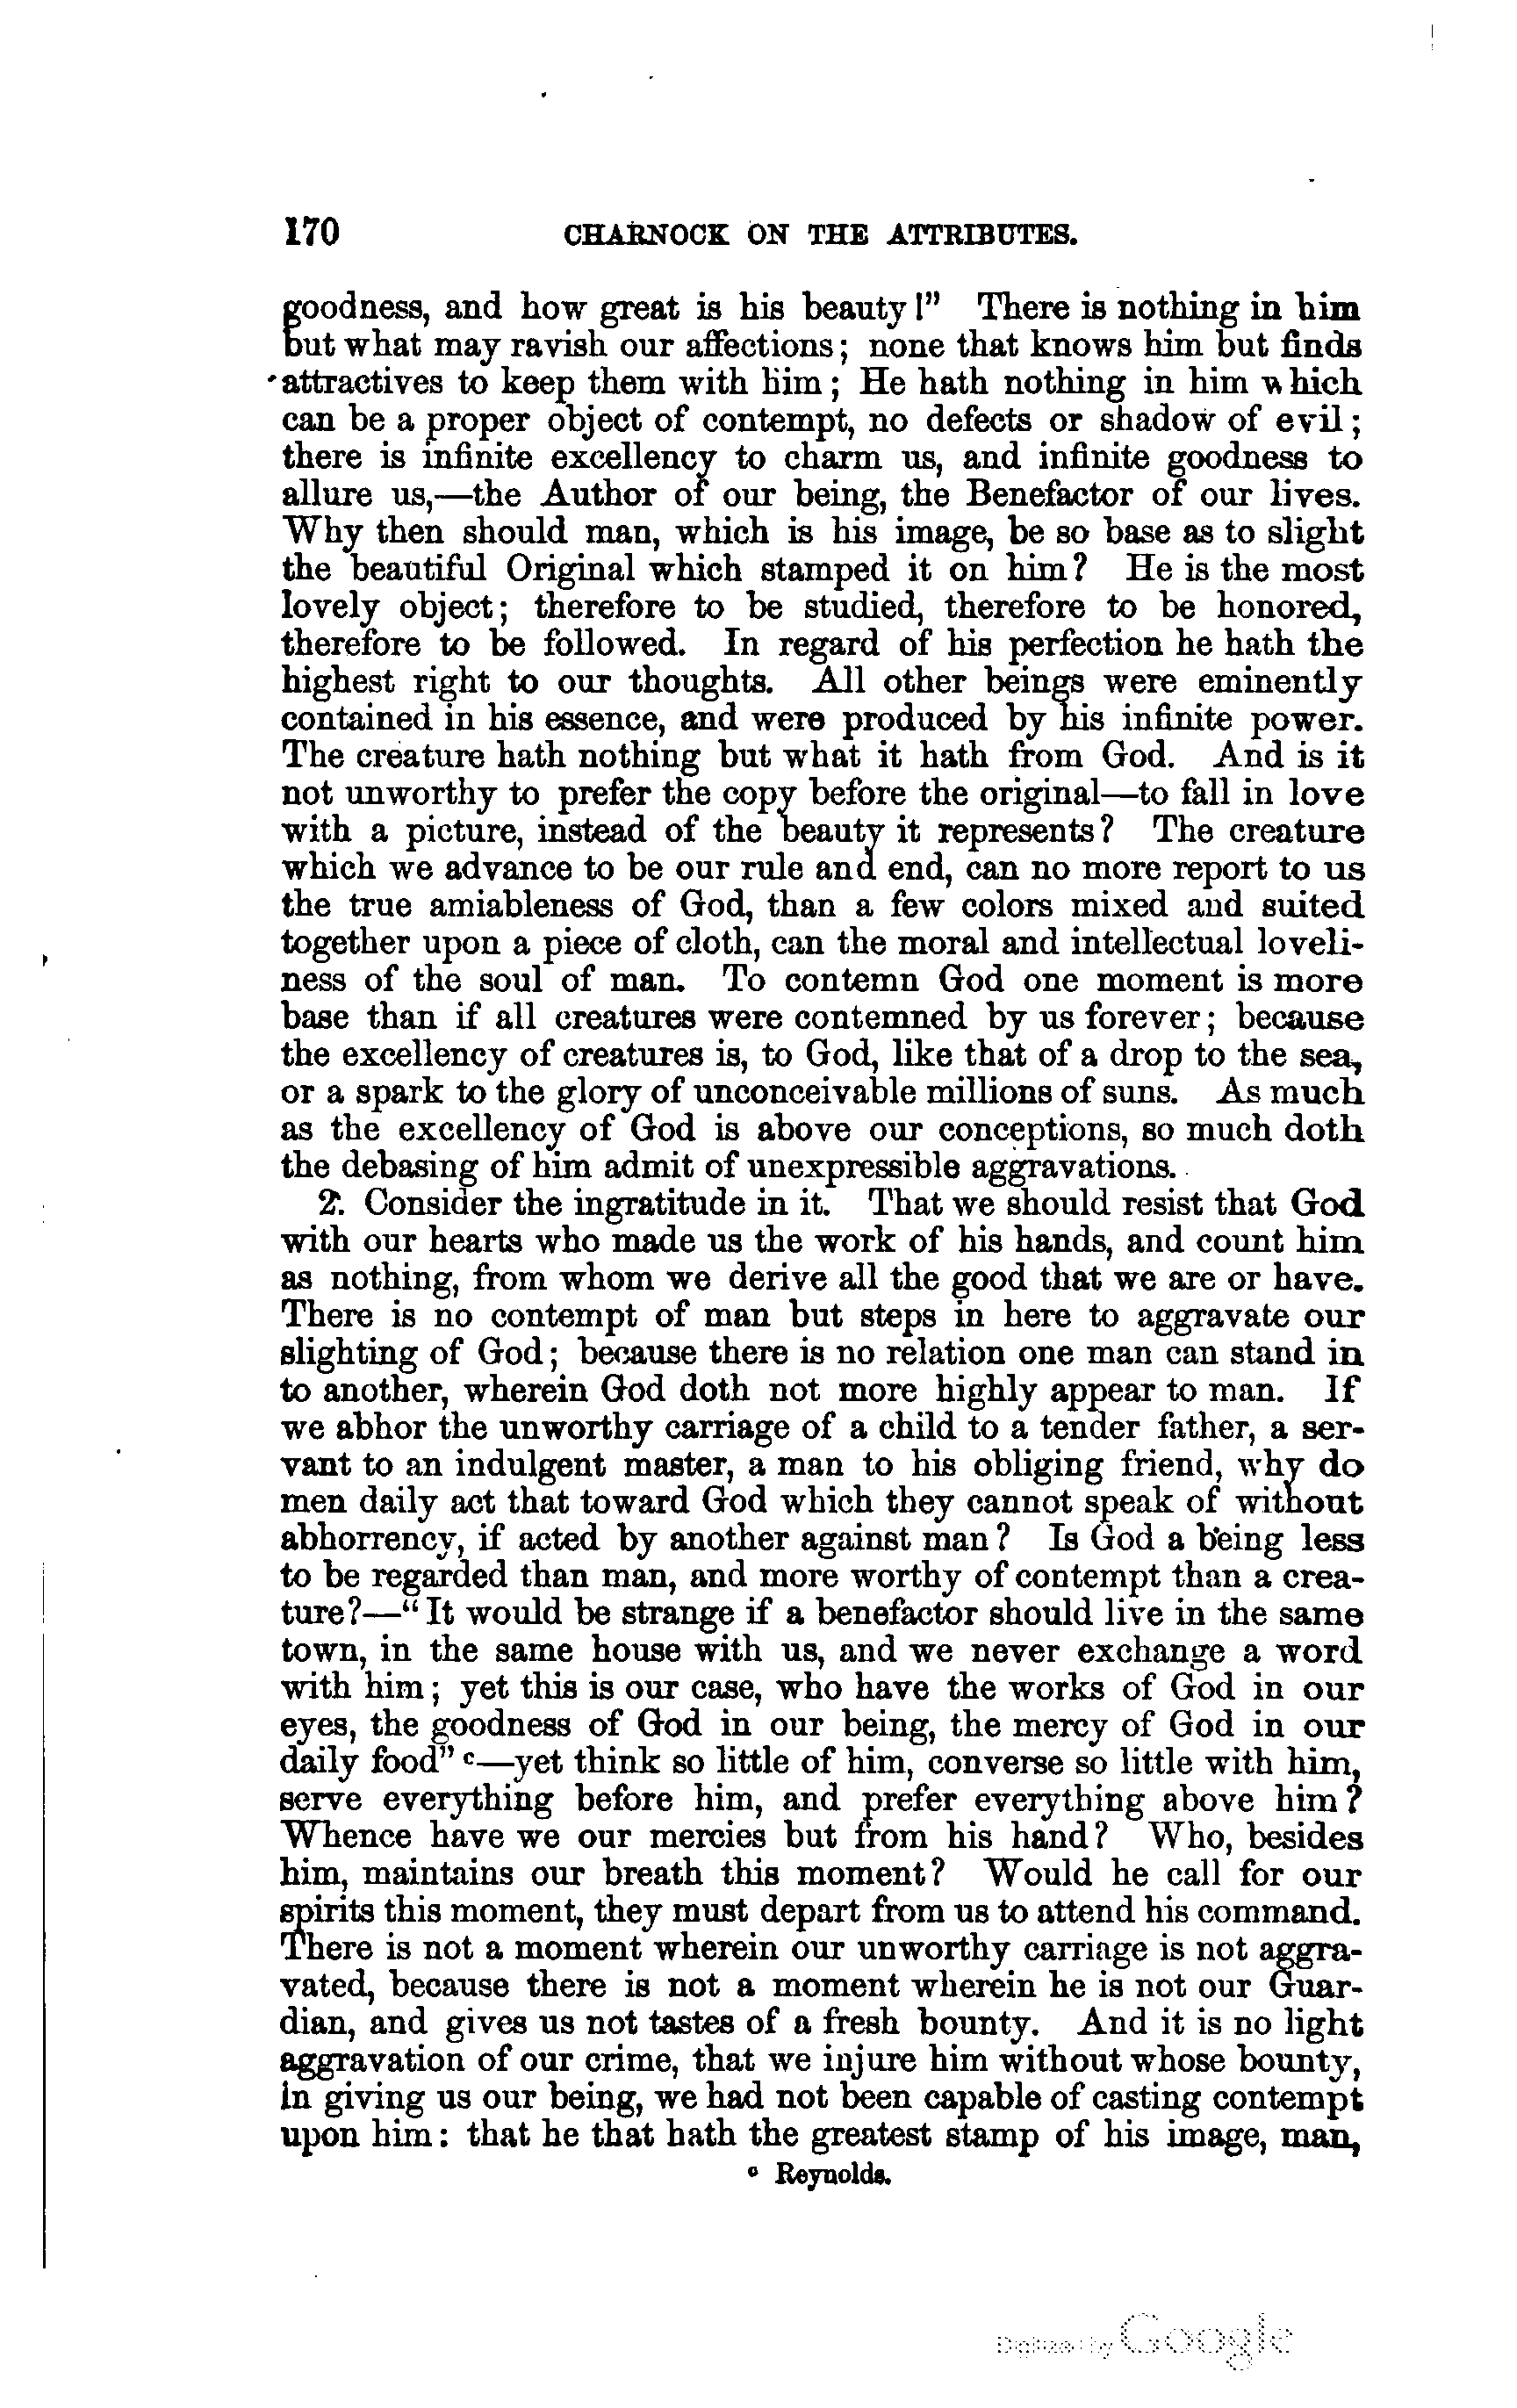 170 CHARNOCK ON THE ATTRIBUTES.
goodness, and how great is his beauty!" There is nothing in him
but what may ravish our affections; none that knows him but finds
attractives to keep them with him; He hath nothing in him which
can be a proper object of contempt, no defects or shadow of evil;
there is infinite excellency to charm us, and infinite goodness to
allure us,—the Author of our being, the Benefactor of our lives.
Why then should man, which is his image, be so base as to slight
the beautiful Original which stamped it on him? He is the most
lovely object; therefore to be studied, therefore to be honored,
therefore to be followed. In regard of his perfection he hath the
highest right to our thoughts. All other beings were eminently
contained in his essence, and were produced by his infinite power.
The creature hath nothing but what it hath from God. And is it
not unworthy to prefer the copy before the original—to fall in love
with a picture, instead of the beauty it represents? The creature
which we advance to be our rule and end, can no more report to us
the true amiableness of God, than a few colors mixed and suited
together upon a piece of cloth, can the moral and intellectual loveli-
ness of the soul of man. To contemn God one moment is more
base than if all creatures were contemned by us forever; because
the excellency of creatures is, to God, like that of a drop to the sea,
or a spark to the glory of unconceivable millions of suns. As much
as the excellency of God is above our conceptions, so much doth
the debasing of him admit of unexpressible aggravations.
2. Consider the ingratitude in it. That we should resist that God
with our hearts who made us the work of his hands, and count him
as nothing, from whom we derive all the good that we are or have.
There is no contempt of man but steps in here to aggravate our
slighting of God; because there is no relation one man can stand in
to another, wherein God doth not more highly appear to man. If
we abhor the unworthy carriage of a child to a tender father, a ser-
vant to an indulgent master, a man to his obliging friend, why do
men daily act that toward God which they cannot speak of without
abhorrency, if acted by another against man? Is God a being less
to be regarded than man, and more worthy of contempt than a crea-
ture?—"It would be strange if a benefactor should live in the same
town, in the same house with us, and we never exchange a word
with him; yet this is our case, who have the works of God in our
eyes, the goodness of God in our being, the mercy of God in our
daily food" c—yet think so little of him, converse so little with him,
serve everything before him, and prefer everything above him?
Whence have we our mercies but from his hand? Who, besides
him, maintains our breath this moment? Would he call for our
spirits this moment, they must depart from us to attend his command.
There is not a moment wherein our unworthy carriage is not aggra-
vated, because there is not a moment wherein he is not our Guar-
dian, and gives us not tastes of a fresh bounty. And it is no light
aggravation of our crime, that we injure him without whose bounty,
in giving us our being, we had not been capable of casting contempt
upon him: that he that hath the greatest stamp of his image, man,
c Reynolds.
Digitized by Google